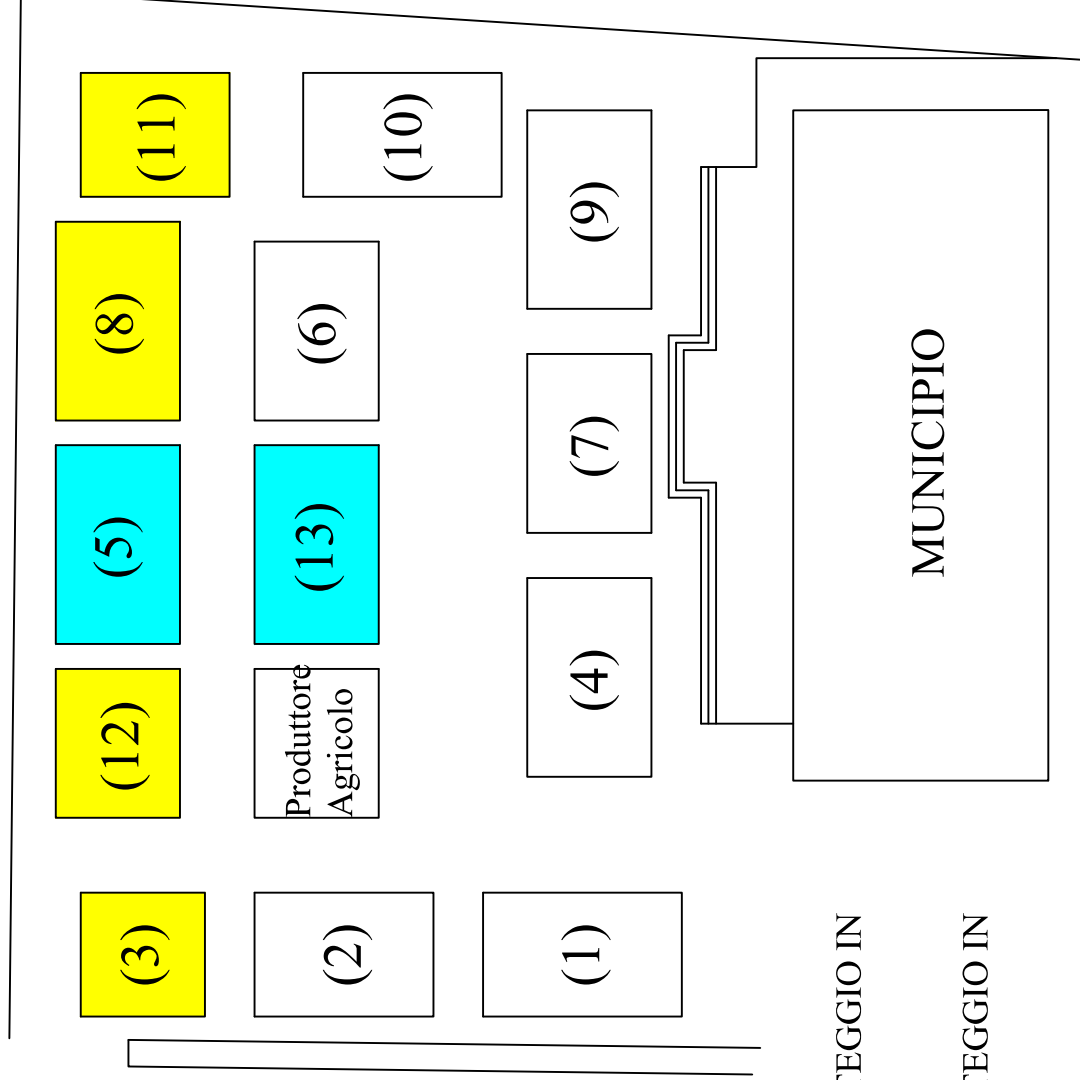 (11)
(10)
(9)
(8)
(6)
(7)
MUNICIPIO
(5)
(13)
(4)
(12)
Produttore
Agricolo
(3)
(2)
(1)
TEGGIO IN
TEGGIO IN